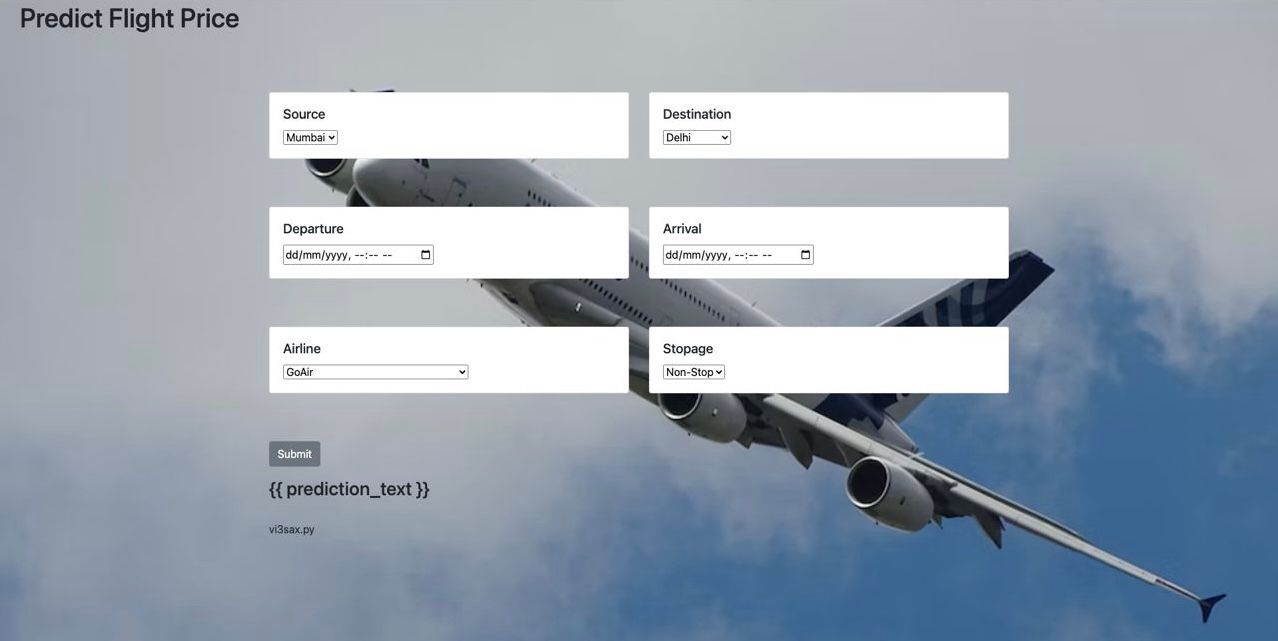 Predict Flight Price
Source
Destination
Mumbai
Delhi
Departure
Arrival
dd/mm/yyyy, --:-- --
dd/mm/yyyy, --:-- --
Airline
Stopage
GoAir
Non-Stop
Submit
{{ prediction_text }}
vi3sax.py